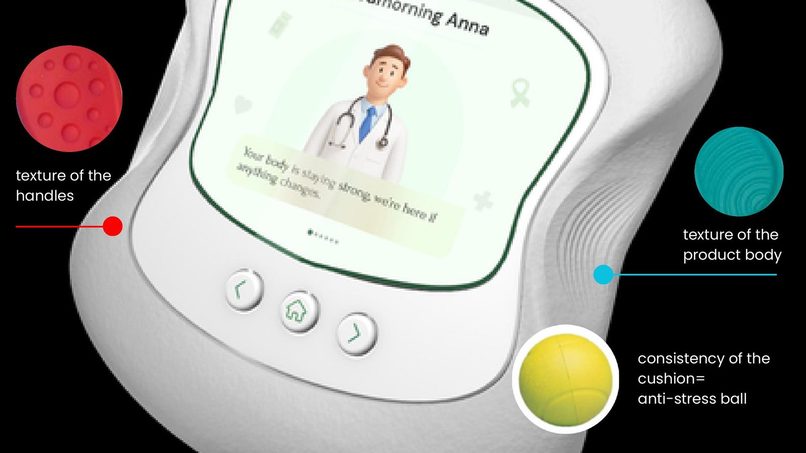 morning Anna
Your body is staying strong, we're here if
anything changes.
texture of the
handles
texture of the
product body
consistency of the
cushion=
anti-stress ball